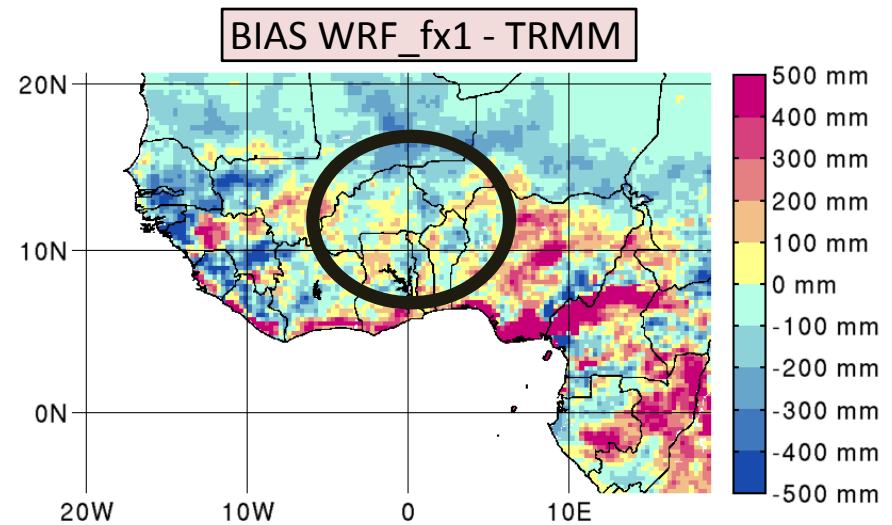 BIAS WRF_fx1 - TRMM
20N
10N
0N
20W
10W
0
10E
500 mm
400 mm
300 mm
200 mm
100 mm
0 mm
-100 mm
-200 mm
-300 mm
-400 mm
-500 mm